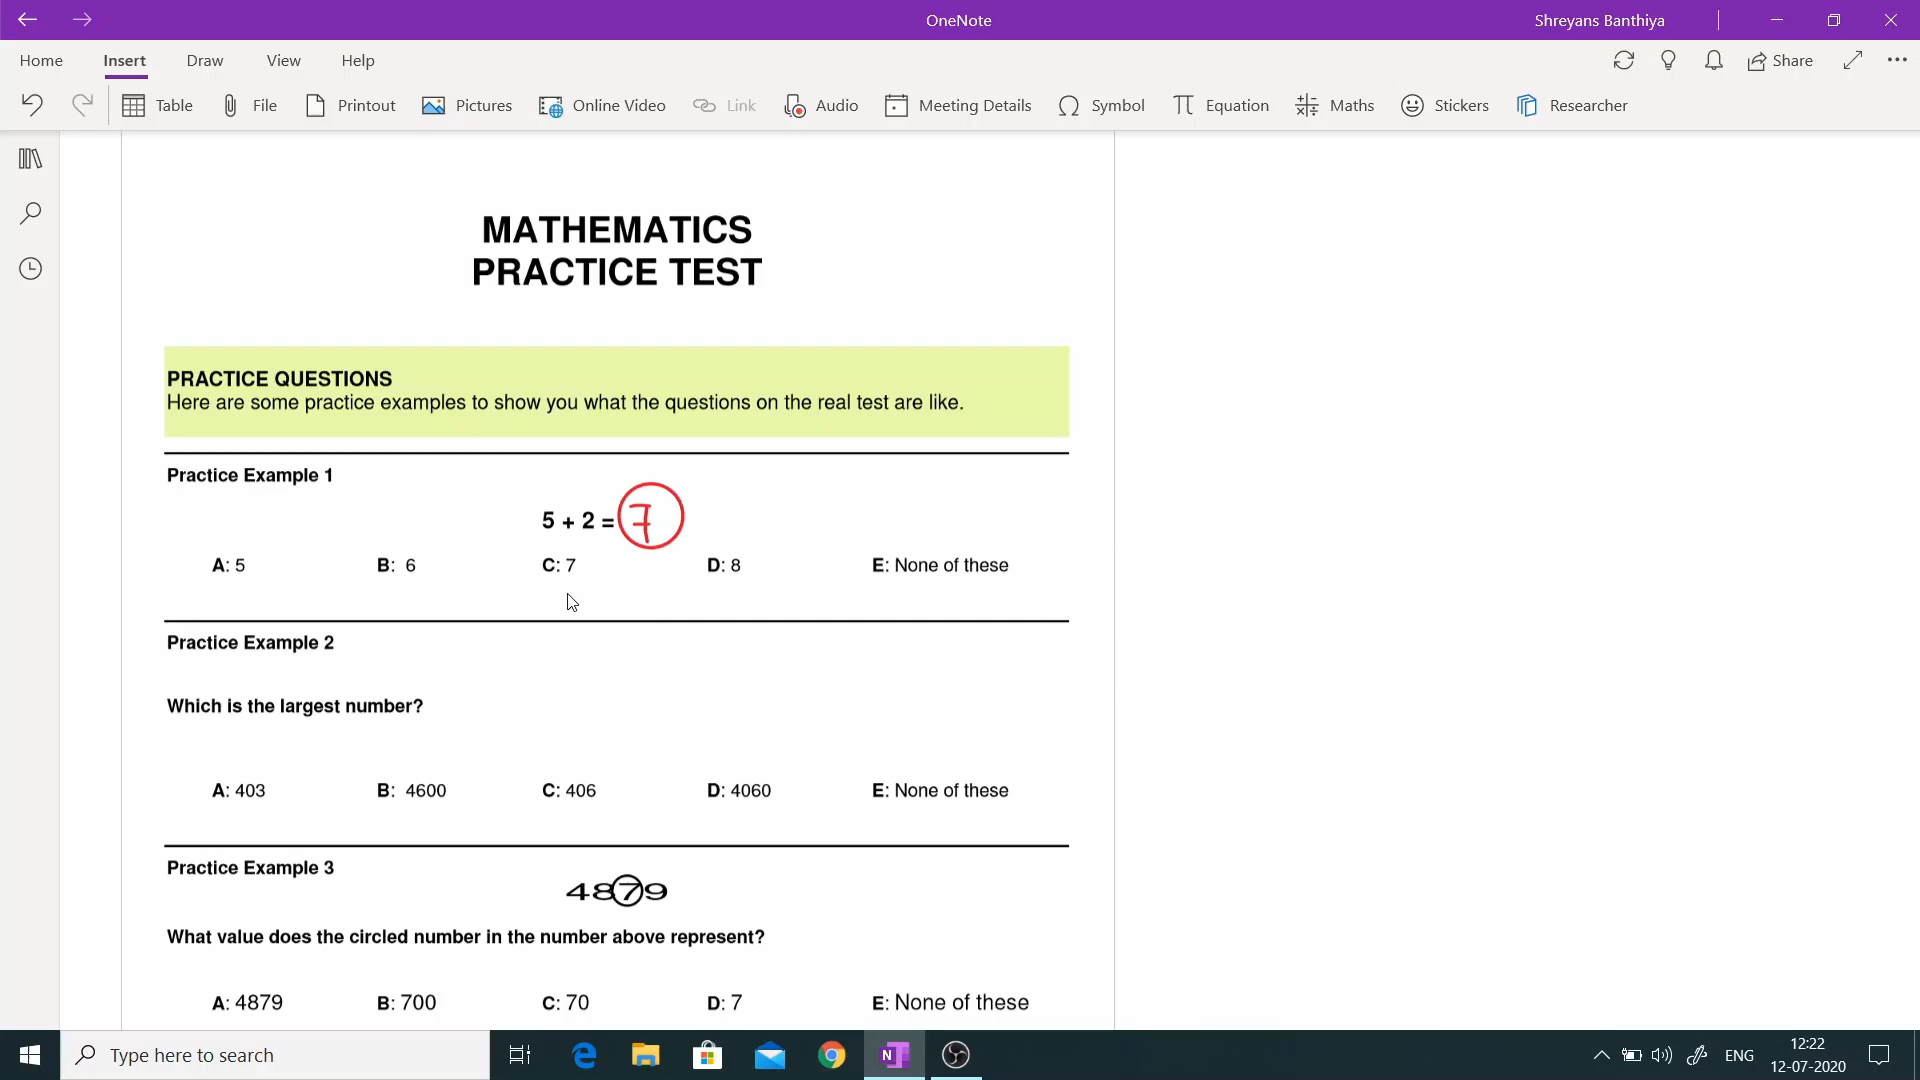 OneNote
Shreyans Banthiya
Home Insert Draw View Help
Share
Table File Printout Pictures Online Video Link Audio Meeting Details Symbol Equation Maths Stickers Researcher
MATHEMATICS
PRACTICE TEST
PRACTICE QUESTIONS
Here are some practice examples to show you what the questions on the real test are like.
Practice Example 1
5 + 2 = 7
A: 5 B: 6 C: 7 D: 8 E: None of these
Practice Example 2
Which is the largest number?
A: 403 B: 4600 C: 406 D: 4060 E: None of these
Practice Example 3
4879
What value does the circled number in the number above represent?
A: 4879 B: 700 C: 70 D: 7 E: None of these
Type here to search
N
ENG
12:22
12-07-2020